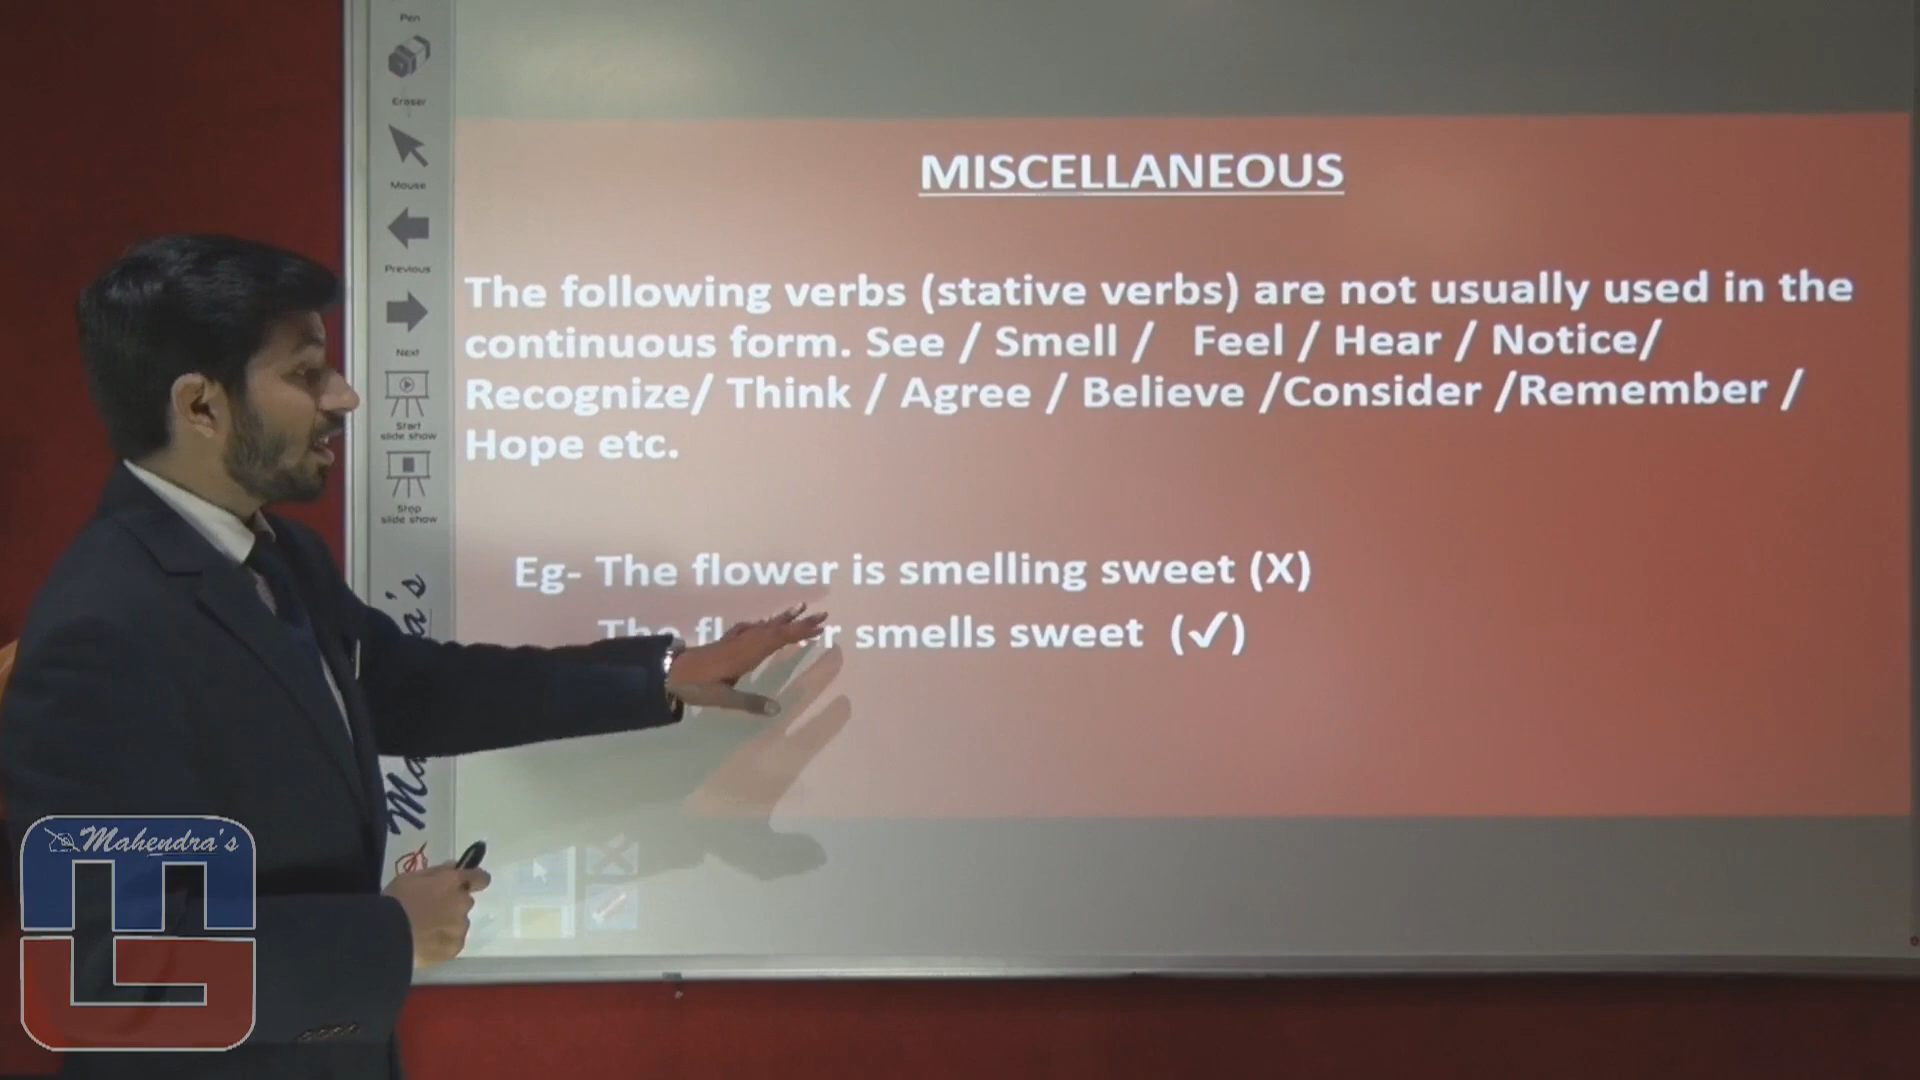 Pen
Eraser
Mouse
Previous
Next
Start
slide show
Stop
slide show
MISCELLANEOUS
The following verbs (stative verbs) are not usually used in the
continuous form. See / Smell / Feel / Hear / Notice/
Recognize/ Think / Agree / Believe /Consider /Remember /
Hope etc.
Eg- The flower is smelling sweet (X)
The smells sweet (✓)
Mahendra's